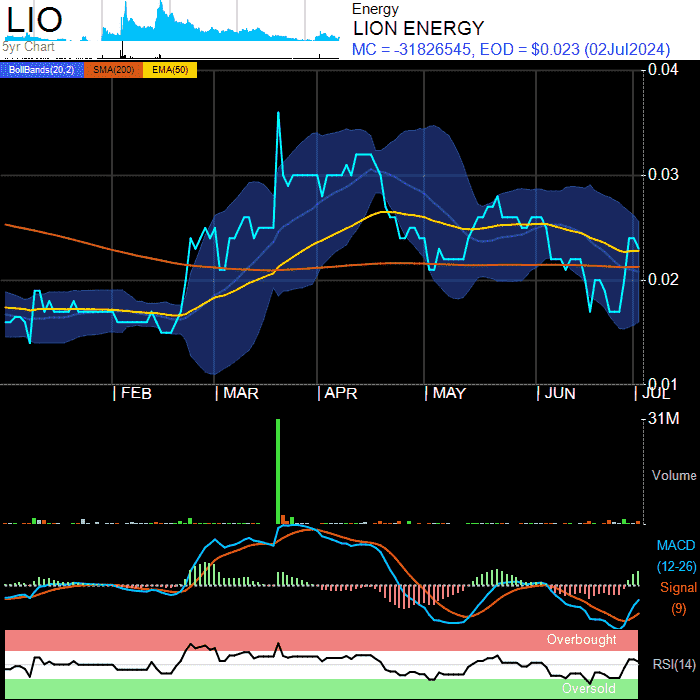 LIO
5yr Chart
Energy
LION ENERGY
MC = -31826545, EOD = $0.023 (02Jul2024)
BollBands(20,2) SMA(200) EMA(50)
0.04
0.03
0.02
0.01
FEB MAR APR MAY JUN JUL
31M
Volume
MACD
(12-26)
Signal
(9)
Overbought
RSI(14)
Oversold